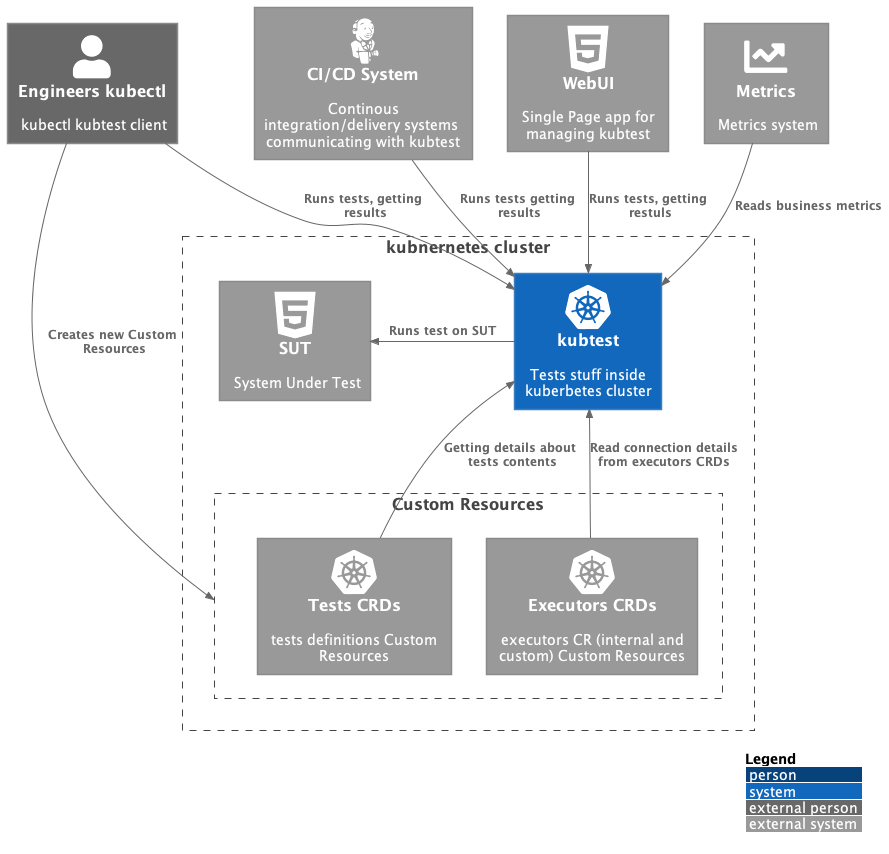 Engineers kubectl
kubectl kubtest client
CI/CD System
Continous
integration/delivery systems
communicating with kubtest
WebUI
Single Page app for
managing kubtest
Metrics
Metrics system
Runs tests, getting
results
Runs tests getting
results
Runs tests, getting
restuls
Reads business metrics
kubnernetes cluster
SUT
System Under Test
Runs test on SUT
kubtest
Tests stuff inside
kuberbetes cluster
Creates new Custom
Resources
Getting details about
tests contents
Read connection details
from executors CRDs
Custom Resources
Tests CRDs
tests definitions Custom
Resources
Executors CRDs
executors CR (internal and
custom) Custom Resources
Legend
person
system
external person
external system